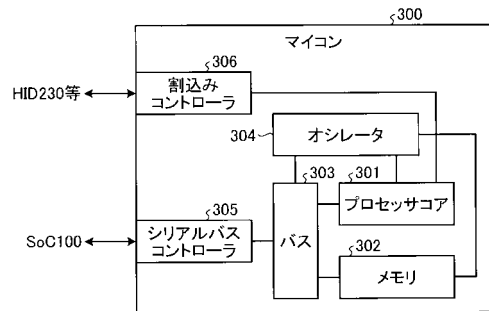 300
マイコン
306
割込み
コントローラ
HID230等
304
オシレータ
303
301
プロセッサコア
305
シリアルバス
コントローラ
SoC100
バス
302
メモリ